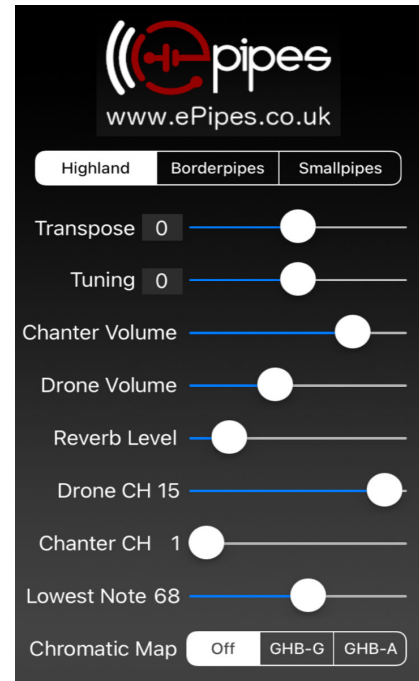 epipes
www.ePipes.co.uk
Highland Borderpipes Smallpipes
Transpose 0
Tuning 0
Chanter Volume
Drone Volume
Reverb Level
Drone CH 15
Chanter CH 1
Lowest Note 68
Chromatic Map Off GHB-G GHB-A